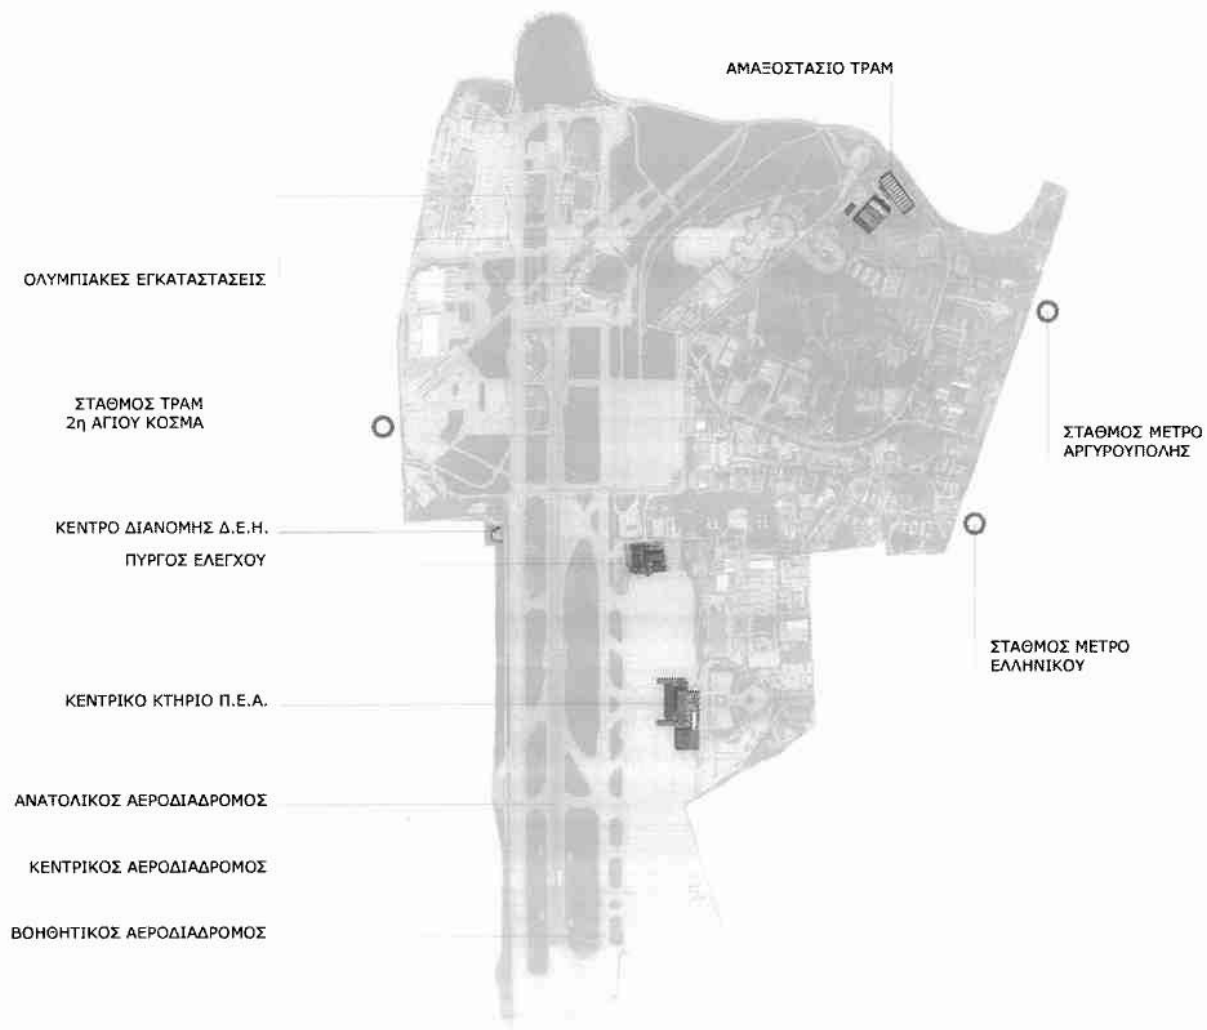 ΑΜΑΞΟΣΤΑΣΙΟ ΤΡΑΜ
ΟΛΥΜΠΙΑΚΕΣ ΕΓΚΑΤΑΣΤΑΣΕΙΣ
ΣΤΑΘΜΟΣ ΤΡΑΜ
2η ΑΓΙΟΥ ΚΟΣΜΑ
ΣΤΑΘΜΟΣ ΜΕΤΡΟ
ΑΡΓΥΡΟΥΠΟΛΗΣ
ΚΕΝΤΡΟ ΔΙΑΝΟΜΗΣ Δ.Ε.Η.
ΠΥΡΓΟΣ ΕΛΕΓΧΟΥ
ΣΤΑΘΜΟΣ ΜΕΤΡΟ
ΕΛΛΗΝΙΚΟΥ
ΚΕΝΤΡΙΚΟ ΚΤΗΡΙΟ Π.Ε.Α.
ΑΝΑΤΟΛΙΚΟΣ ΑΕΡΟΔΙΑΔΡΟΜΟΣ
ΚΕΝΤΡΙΚΟΣ ΑΕΡΟΔΙΑΔΡΟΜΟΣ
ΒΟΗΘΗΤΙΚΟΣ ΑΕΡΟΔΙΑΔΡΟΜΟΣ